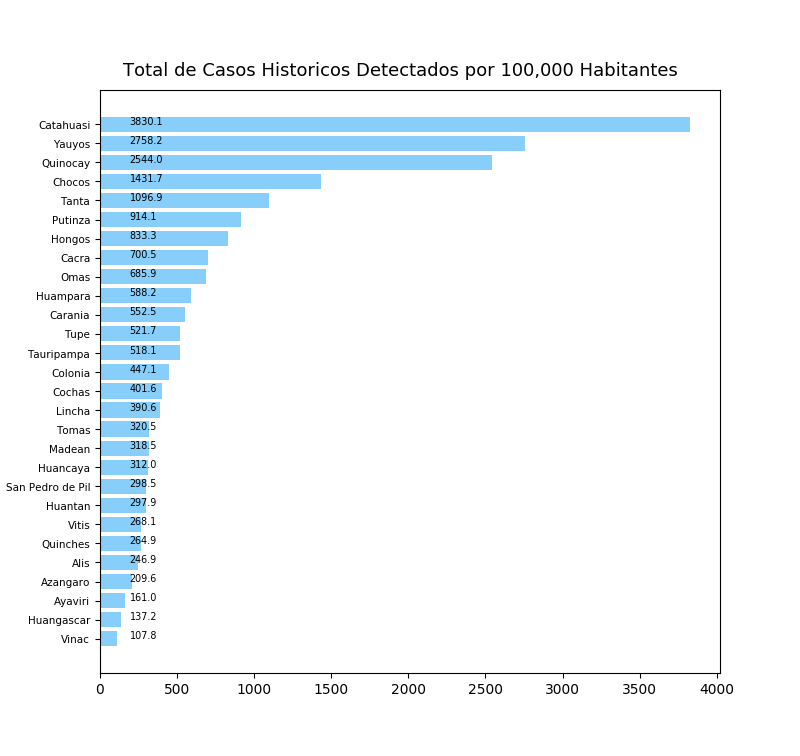 Total de Casos Historicos Detectados por 100,000 Habitantes
Catahuasi 3830.1
Yauyos 2758.2
Quinocay 2544.0
Chocos 1431.7
Tanta 1096.9
Putinza 914.1
Hongos 833.3
Cacra 700.5
Omas 685.9
Huampara 588.2
Carania 552.5
Tupe 521.7
Tauripampa 518.1
Colonia 447.1
Cochas 401.6
Lincha 390.6
Tomas 320.5
Madean 318.5
Huancaya 312.0
San Pedro de Pil 298.5
Huantan 297.9
Vitis 268.1
Quinches 264.9
Alis 246.9
Azangaro 209.6
Ayaviri 161.0
Huangascar 137.2
Vinac 107.8
0 500 1000 1500 2000 2500 3000 3500 4000